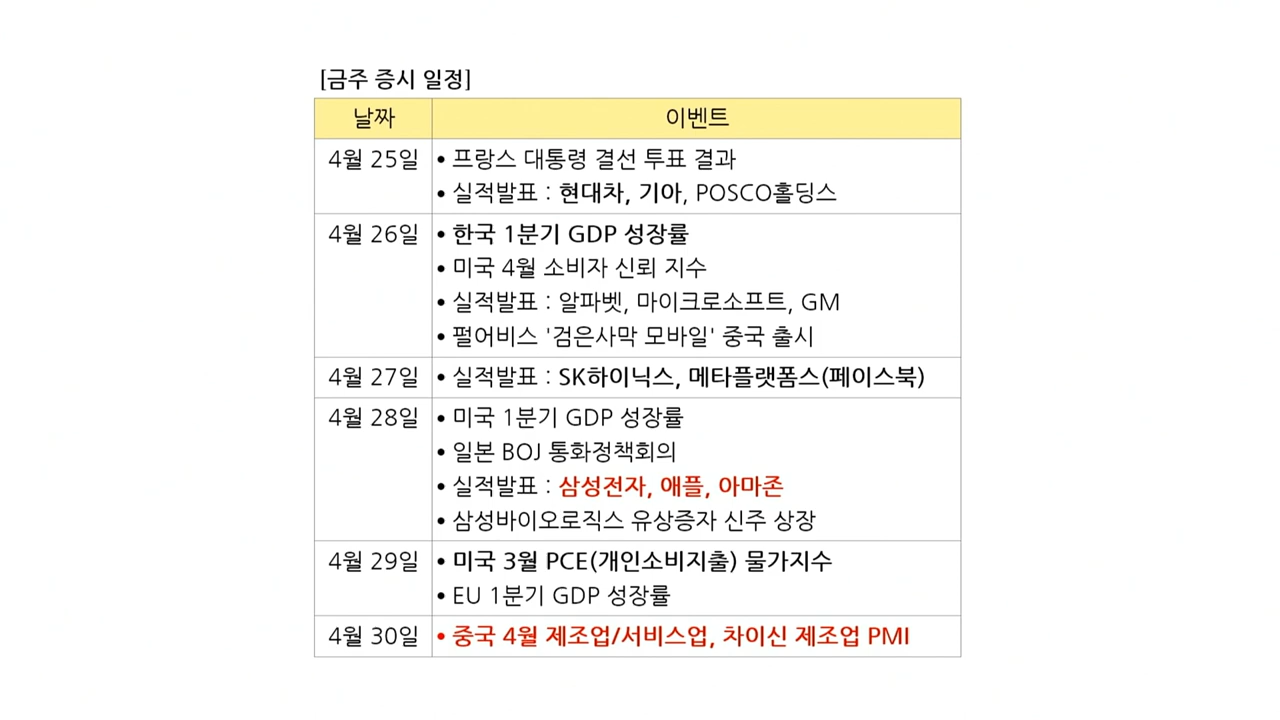 [금주 증시 일정]
날짜 이벤트
4월 25일 • 프랑스 대통령 결선 투표 결과
• 실적발표 : 현대차, 기아, POSCO홀딩스
4월 26일 • 한국 1분기 GDP 성장률
• 미국 4월 소비자 신뢰 지수
• 실적발표 : 알파벳, 마이크로소프트, GM
• 펄어비스 '검은사막 모바일' 중국 출시
4월 27일 • 실적발표 : SK하이닉스, 메타플랫폼스(페이스북)
4월 28일 • 미국 1분기 GDP 성장률
• 일본 BOJ 통화정책회의
• 실적발표 : 삼성전자, 애플, 아마존
• 삼성바이오로직스 유상증자 신주 상장
4월 29일 • 미국 3월 PCE(개인소비지출) 물가지수
• EU 1분기 GDP 성장률
4월 30일 • 중국 4월 제조업/서비스업, 차이신 제조업 PMI